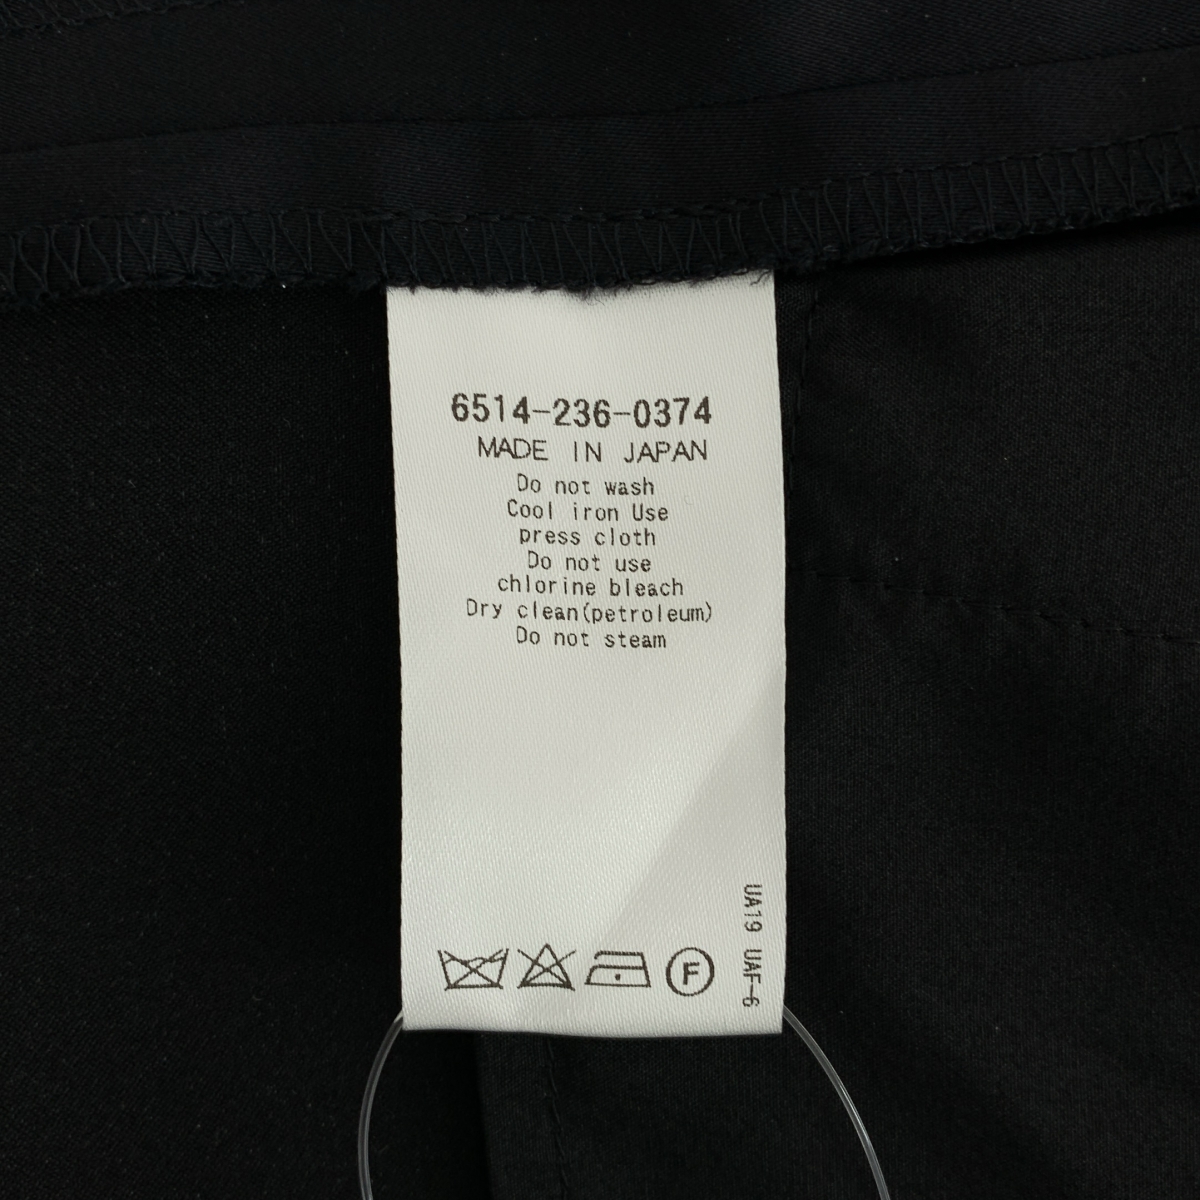 6514-236-0374
MADE IN JAPAN
Do not wash
Cool iron Use
press cloth
Do not use
chlorine bleach
Dry clean(petroleum)
Do not steam
F
UA19 UAF-6